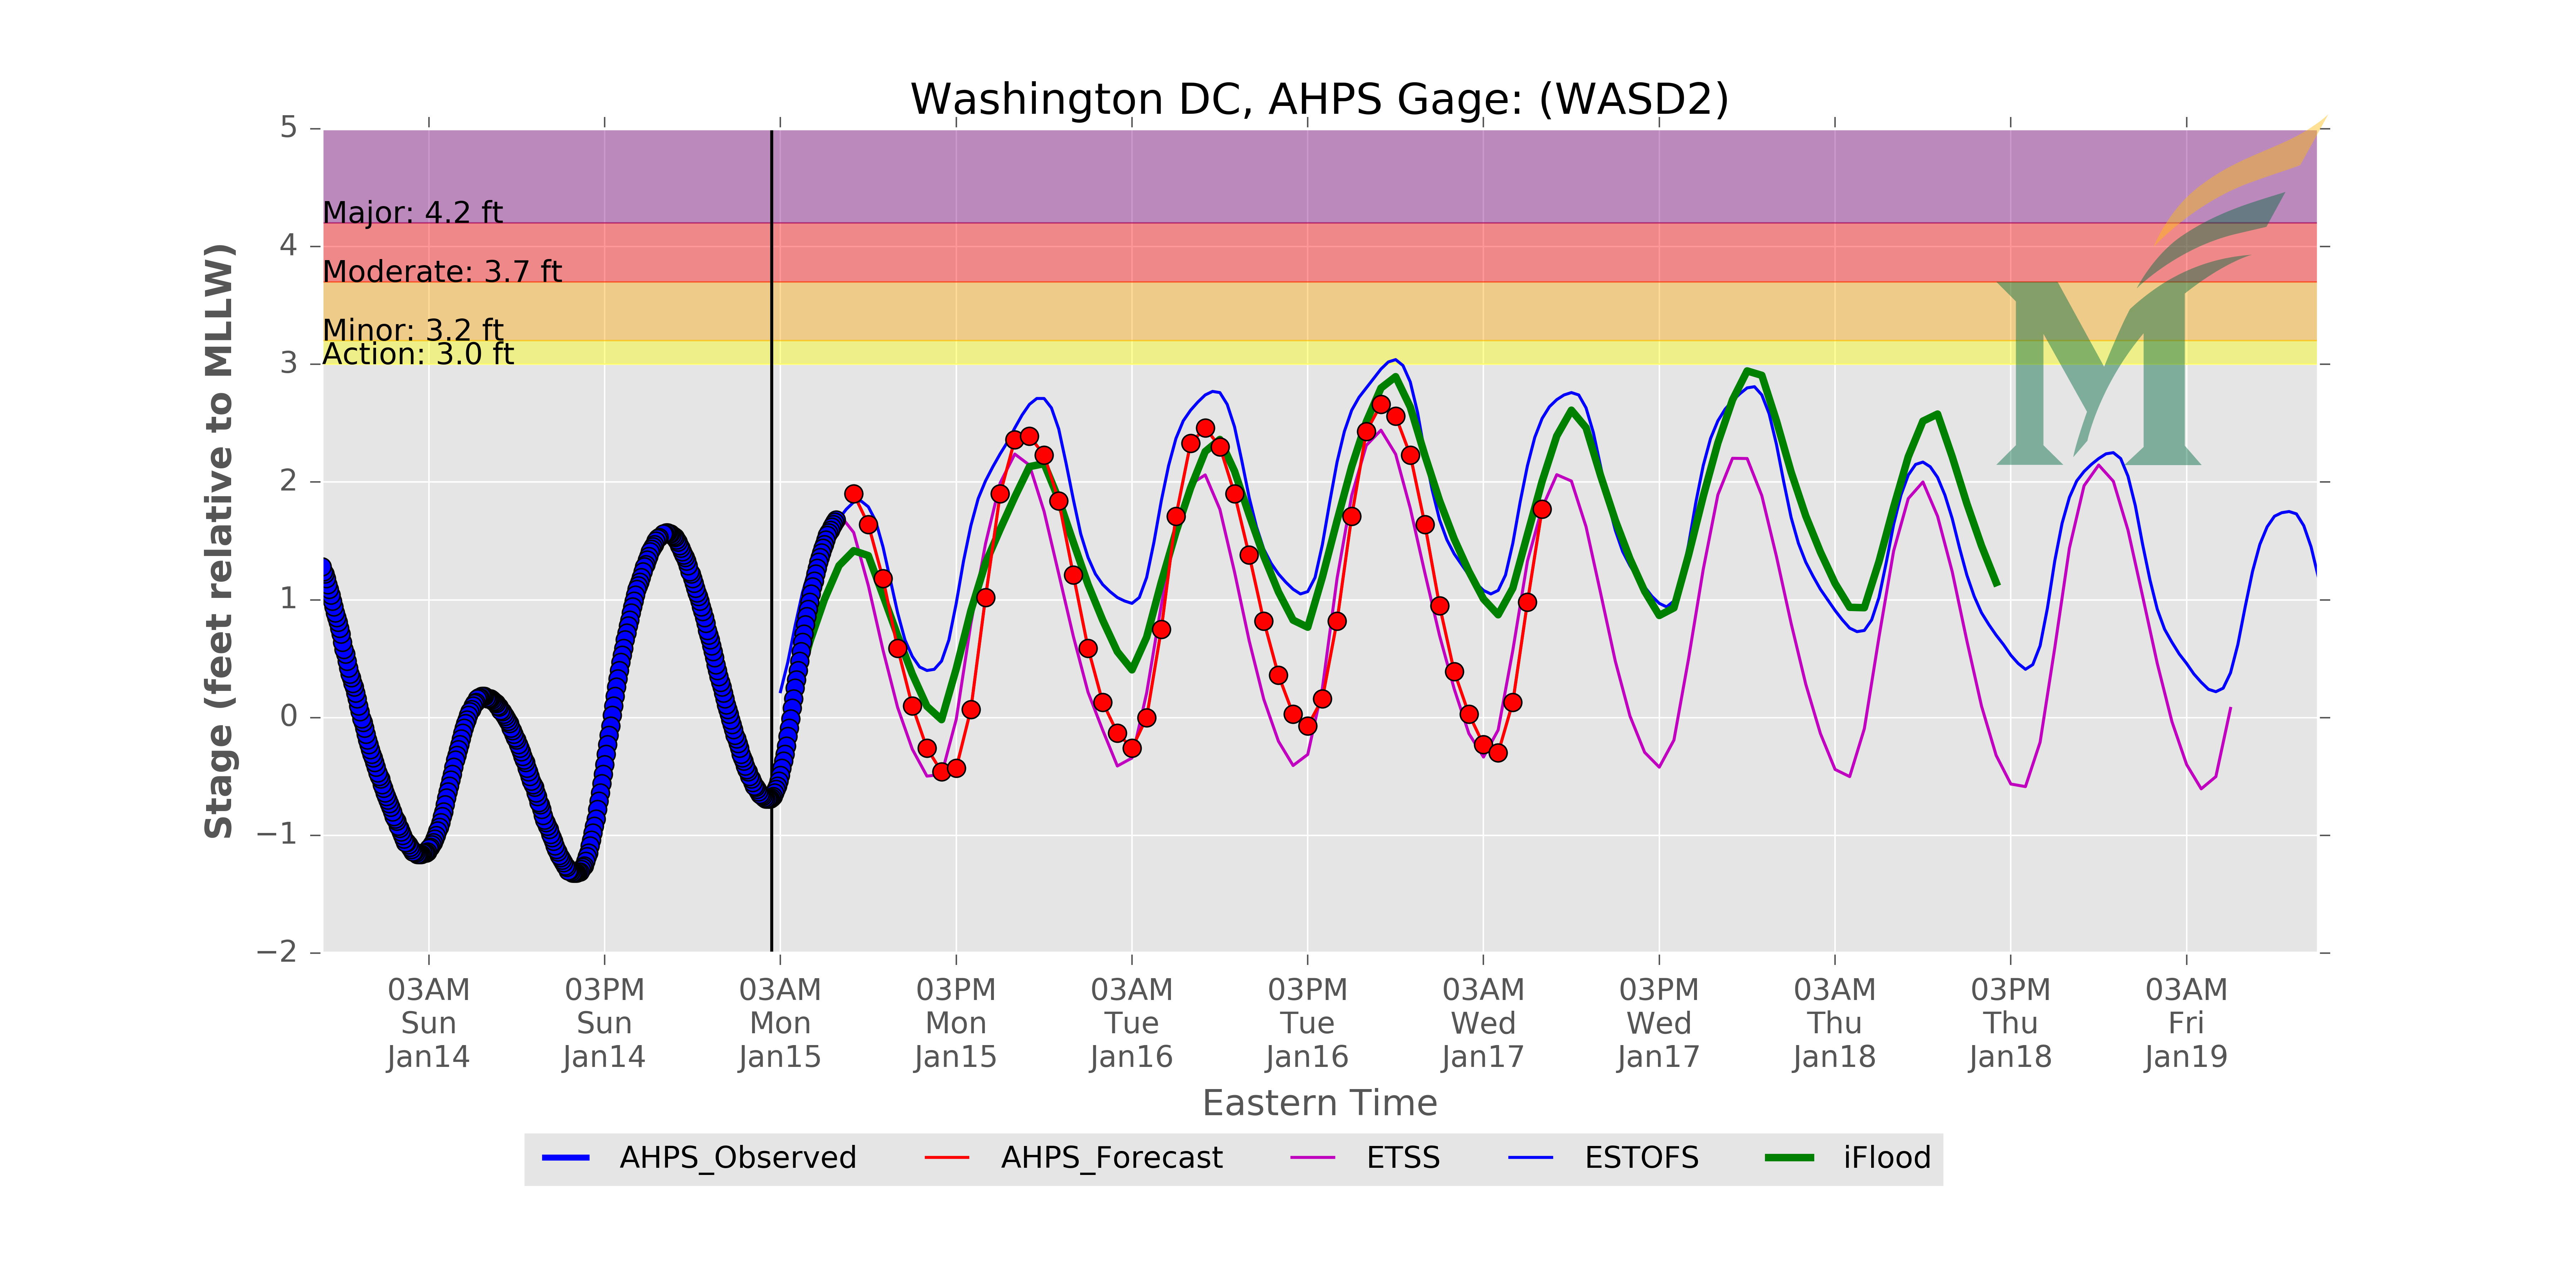 Washington DC, AHPS Gage: (WASD2)
Stage (feet relative to MLLW)
5
4
3
2
1
0
−1
−2
Major: 4.2 ft
Moderate: 3.7 ft
Minor: 3.2 ft
Action: 3.0 ft
M
03AM 03PM 03AM 03PM 03AM 03PM 03AM 03PM 03AM 03PM 03AM
Sun Sun Mon Mon Tue Tue Wed Wed Thu Thu Fri
Jan14 Jan14 Jan15 Jan15 Jan16 Jan16 Jan17 Jan17 Jan18 Jan18 Jan19
Eastern Time
AHPS_Observed AHPS_Forecast ETSS ESTOFS iFlood